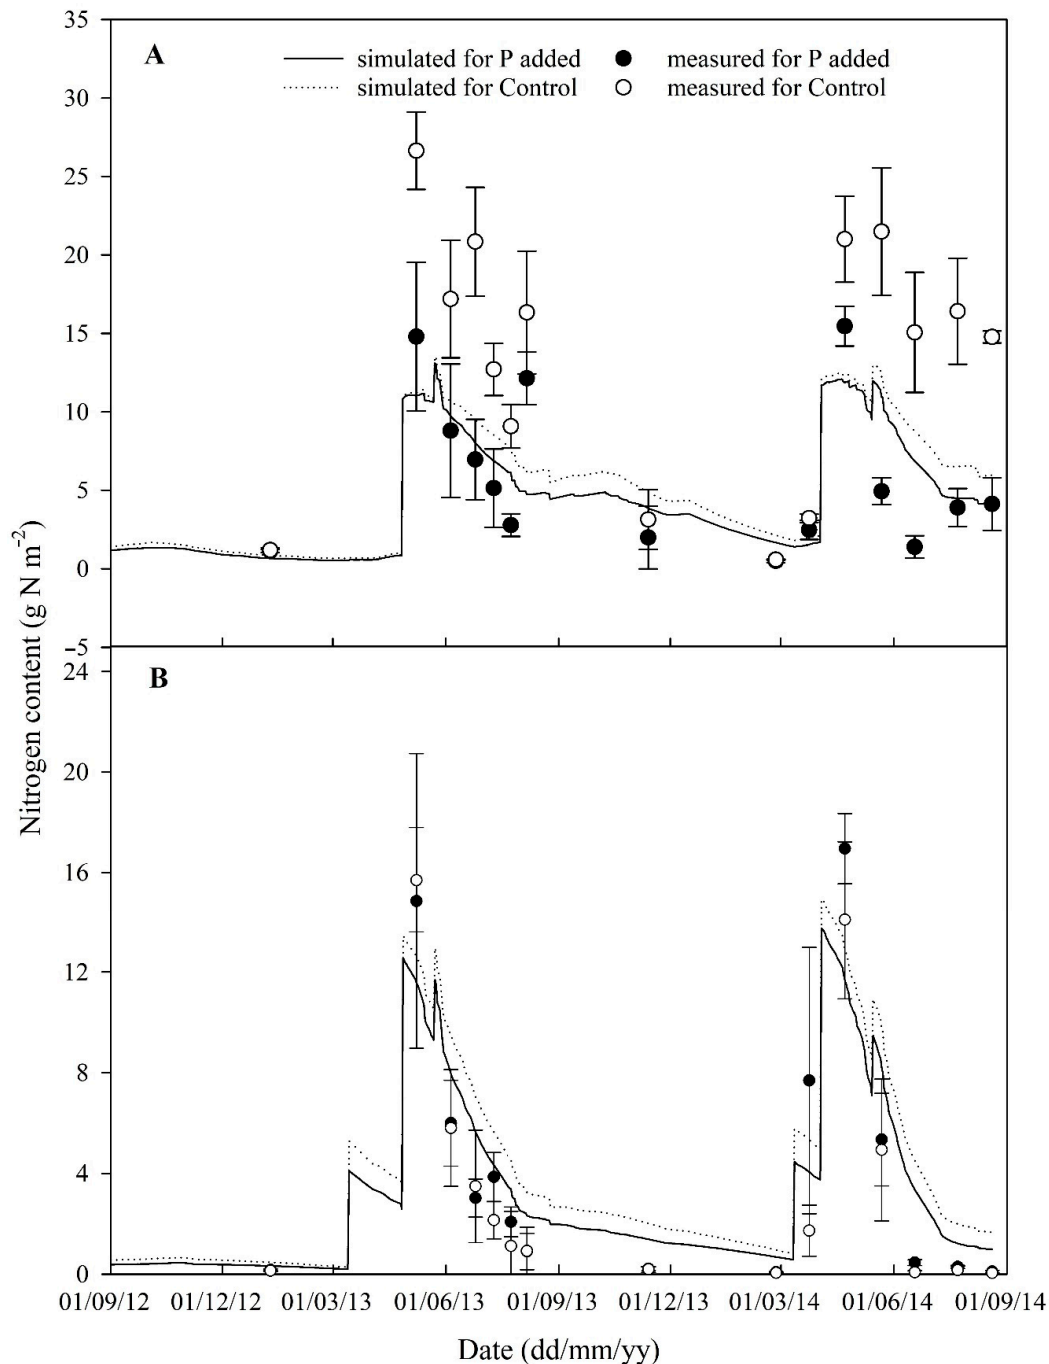 35
A
simulated for P added measured for P added
simulated for Control measured for Control
30
25
20
15
10
5
0
−5
Nitrogen content (g N m−2)
24
B
20
16
12
8
4
0
01/09/12 01/12/12 01/03/13 01/06/13 01/09/13 01/12/13 01/03/14 01/06/14 01/09/14
Date (dd/mm/yy)